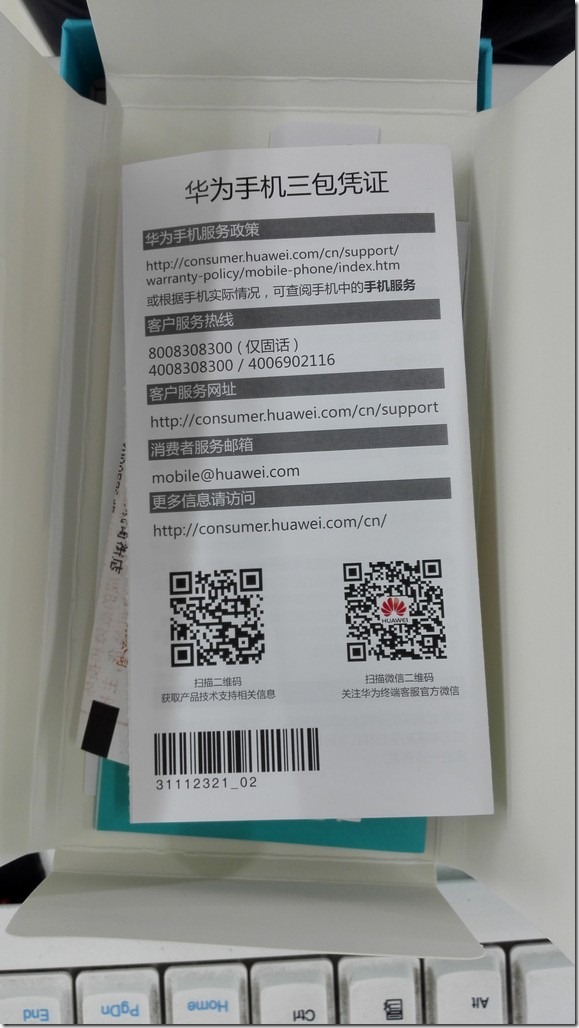 华为手机三包凭证
华为手机服务政策
http://consumer.huawei.com/cn/support/
warranty-policy/mobile-phone/index.htm
或根据手机实际情况，可查阅手机中的手机服务
客户服务热线
8008308300（仅固话）
4008308300 / 4006902116
客户服务网址
http://consumer.huawei.com/cn/support
消费者服务邮箱
mobile@huawei.com
更多信息请访问
http://consumer.huawei.com/cn/
HUAWEI
扫描二维码
获取产品技术支持相关信息
扫描微信二维码
关注华为终端客服官方微信
31112321_02
End
PgDn
Home
Ctrl
Alt